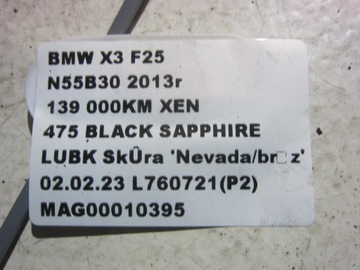 BMW X3 F25
N55B30 2013r
139 000KM XEN
475 BLACK SAPPHIRE
LUBK SkÛra 'Nevada/br□z'
02.02.23 L760721(P2)
MAG00010395